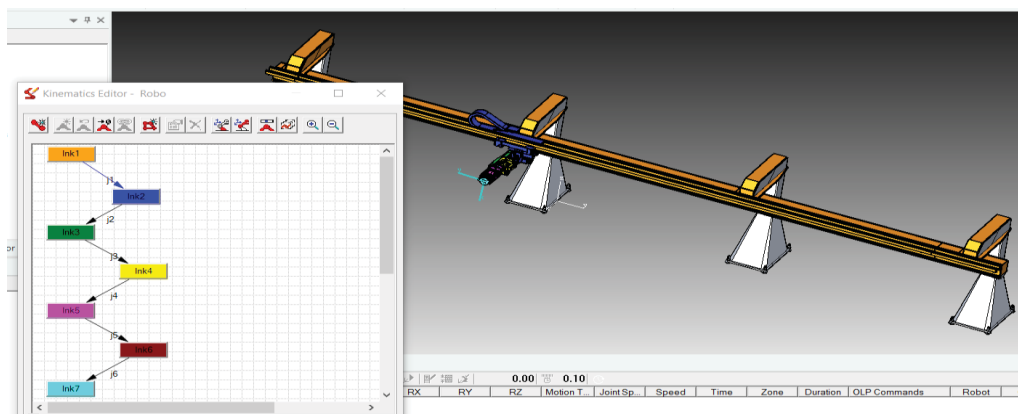 Kinematics Editor - Robo
lnk1
j1
lnk2
j2
lnk3
j3
lnk4
j4
lnk5
j5
lnk6
j6
lnk7
or
0.00 0.10
RX RY RZ Motion T... Joint Sp... Speed Time Zone Duration OLP Commands Robot